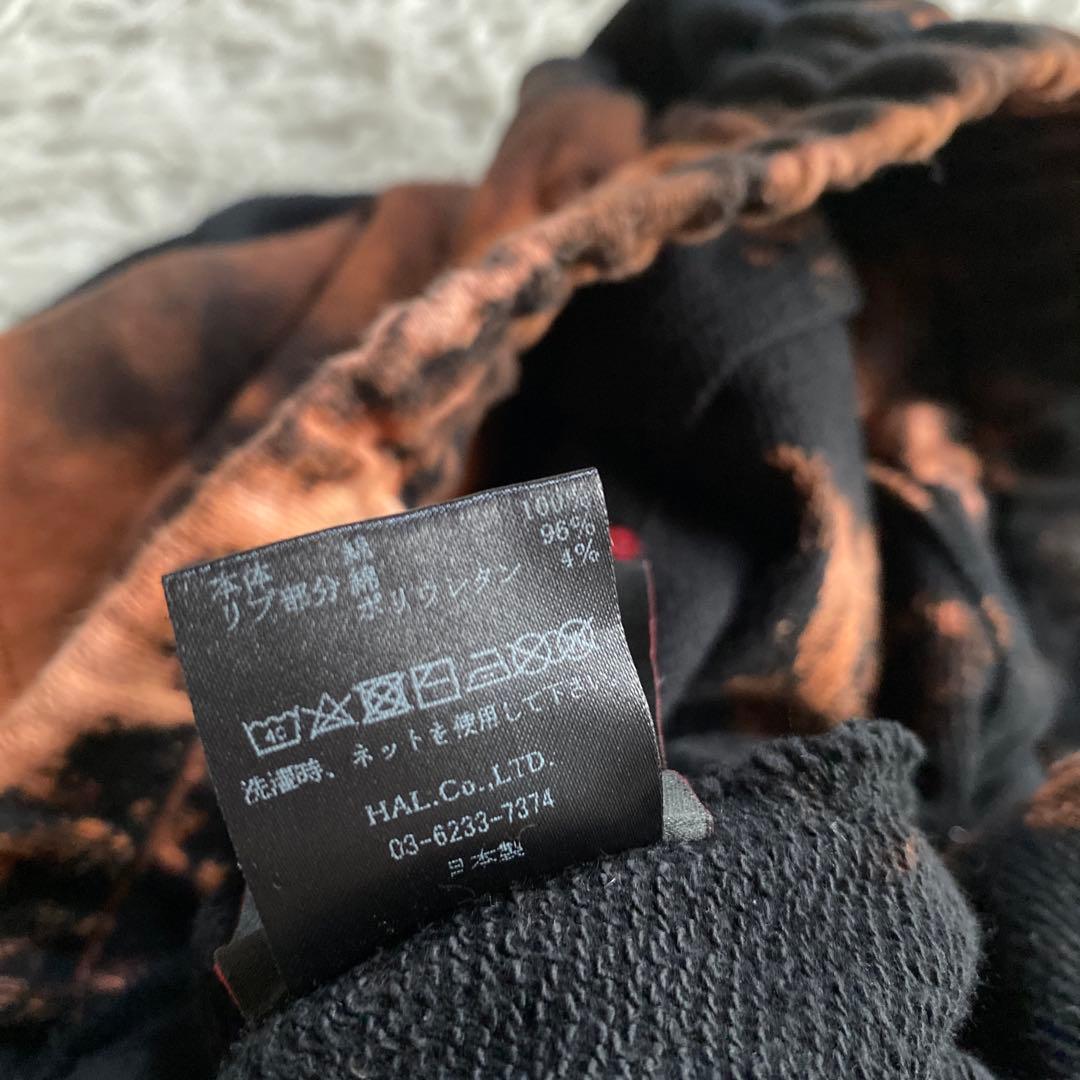 本体 綿 100%
リブ部分 綿 96%
ポリウレタン 4%
40
洗濯時、ネットを使用して下さい
HAL.Co.,LTD.
03-6233-7374
日本製